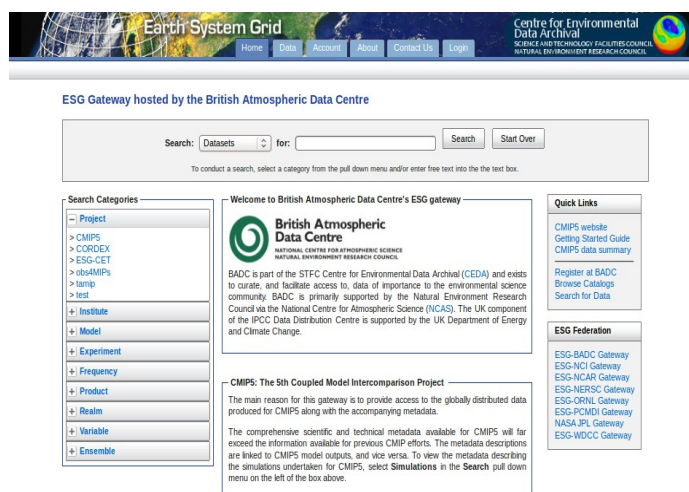 Earth System Grid
Centre for Environmental
Data Archival
SCIENCE AND TECHNOLOGY FACILITIES COUNCIL
NATURAL ENVIRONMENT RESEARCH COUNCIL
Home Data Account About Contact Us Login
ESG Gateway hosted by the British Atmospheric Data Centre
Search: Datasets for: Search Start Over
To conduct a search, select a category from the pull down menu and/or enter free text into the the text box.
Search Categories
Project
> CMIP5
> CORDEX
> ESG-CET
> obs4MIPs
> tamip
> test
+ Institute
+ Model
+ Experiment
+ Frequency
+ Product
+ Realm
+ Variable
+ Ensemble
Welcome to British Atmospheric Data Centre's ESG gateway
British Atmospheric
Data Centre
NATIONAL CENTRE FOR ATMOSPHERIC SCIENCE
NATURAL ENVIRONMENT RESEARCH COUNCIL
BADC is part of the STFC Centre for Environmental Data Archival (CEDA) and exists
to curate, and facilitate access to, data of importance to the environmental science
community. BADC is primarily supported by the Natural Environment Research
Council via the National Centre for Atmospheric Science (NCAS). The UK component
of the IPCC Data Distribution Centre is supported by the UK Department of Energy
and Climate Change.
CMIP5: The 5th Coupled Model Intercomparison Project
The main reason for this gateway is to provide access to the globally distributed data
produced for CMIP5 along with the accompanying metadata.
The comprehensive scientific and technical metadata available for CMIP5 will far
exceed the information available for previous CMIP efforts. The metadata descriptions
are linked to CMIP5 model outputs, and vice versa. To view the metadata describing
the simulations undertaken for CMIP5, select Simulations in the Search pull down
menu on the left of the box above.
Quick Links
CMIP5 website
Getting Started Guide
CMIP5 data summary
Register at BADC
Browse Catalogs
Search for Data
ESG Federation
ESG-BADC Gateway
ESG-NCI Gateway
ESG-NCAR Gateway
ESG-NERSC Gateway
ESG-ORNL Gateway
ESG-PCMDI Gateway
NASA JPL Gateway
ESG-WDCC Gateway